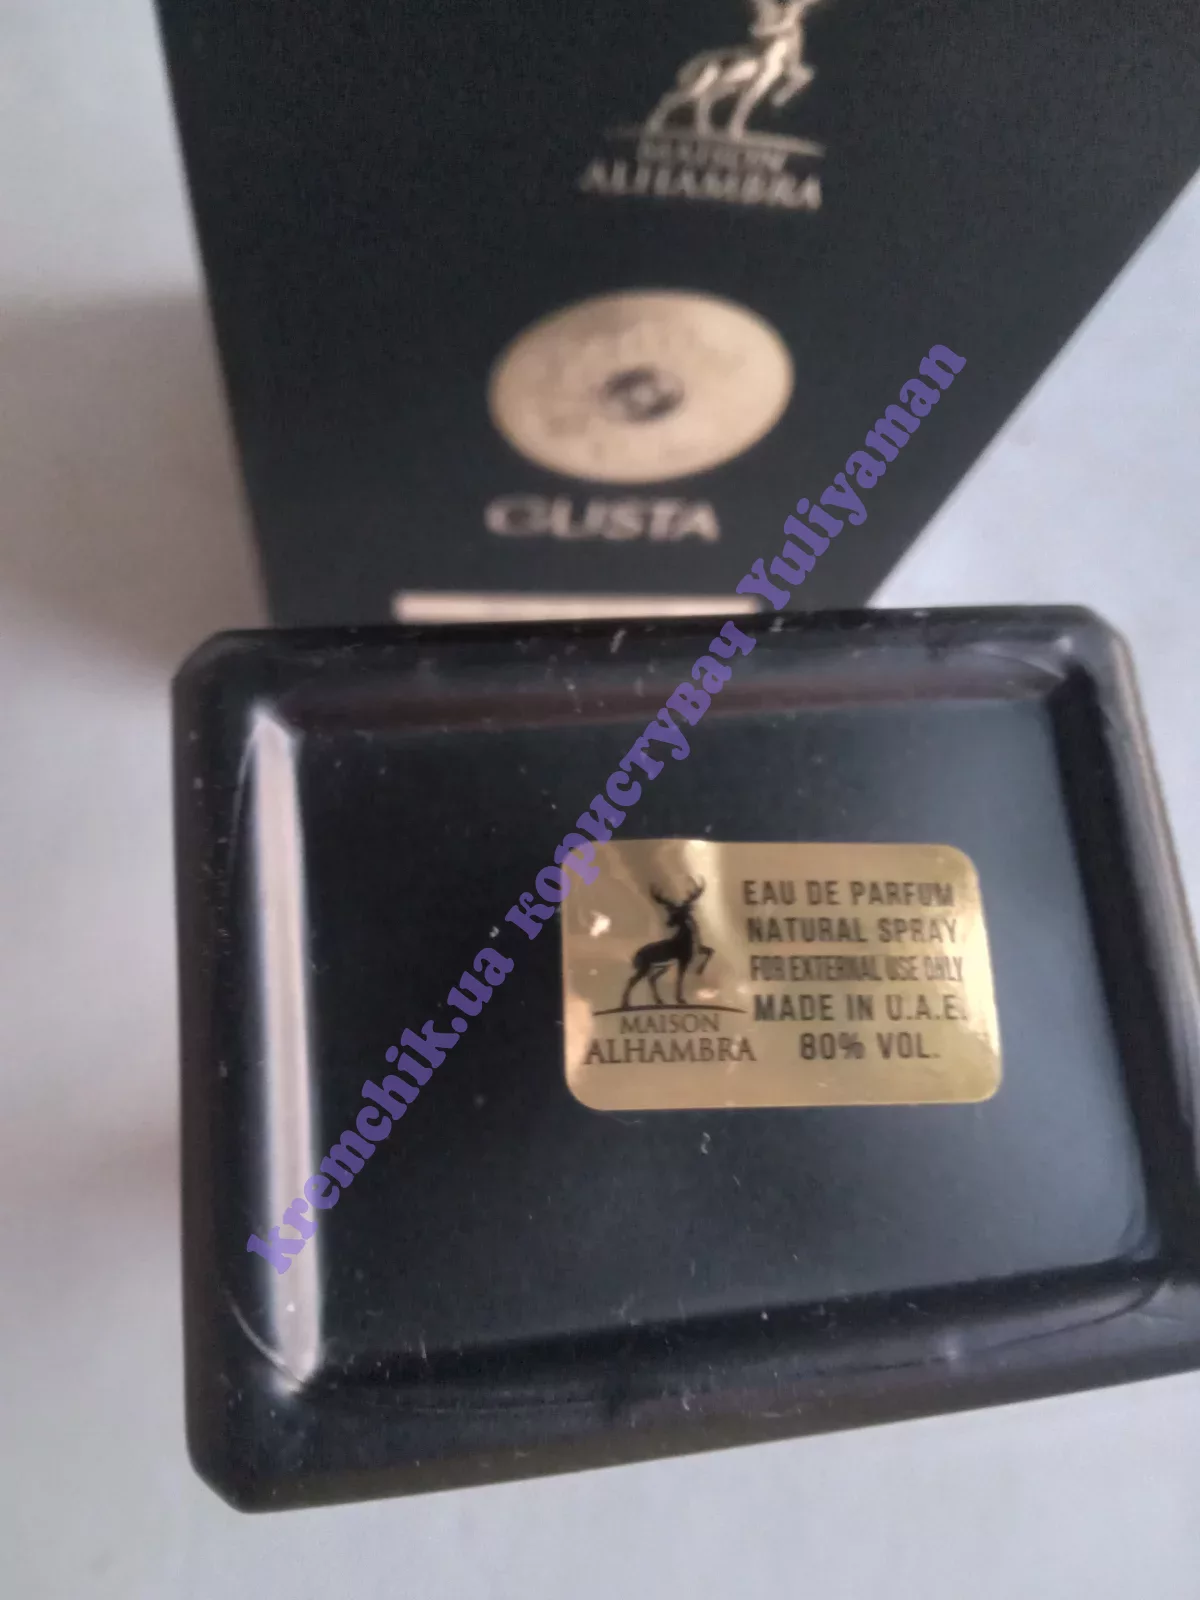 MAISON
ALHAMBRA
GUSTA
EAU DE PARFUM
NATURAL SPRAY
FOR EXTERNAL USE ONLY
MADE IN U.A.E.
80% VOL.
MAISON
ALHAMBRA
kremchik.ua користувач Yuliyaman